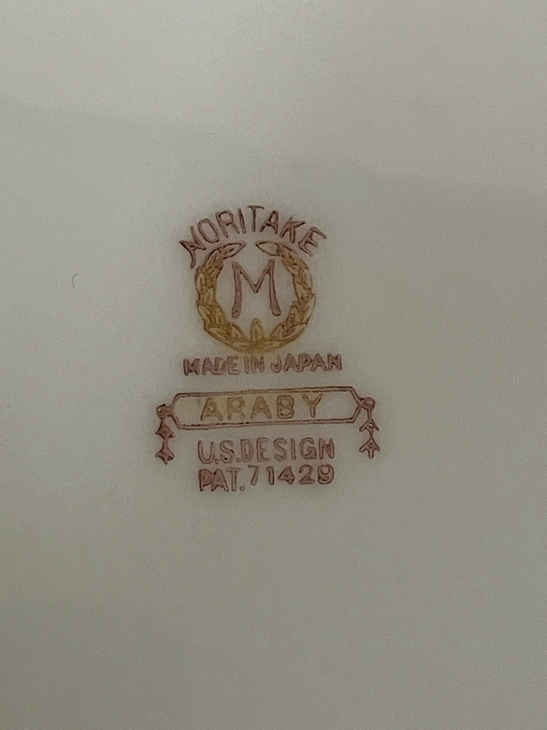 NORITAKE
M
MADE IN JAPAN
ARABY
U.S.DESIGN
PAT.71429